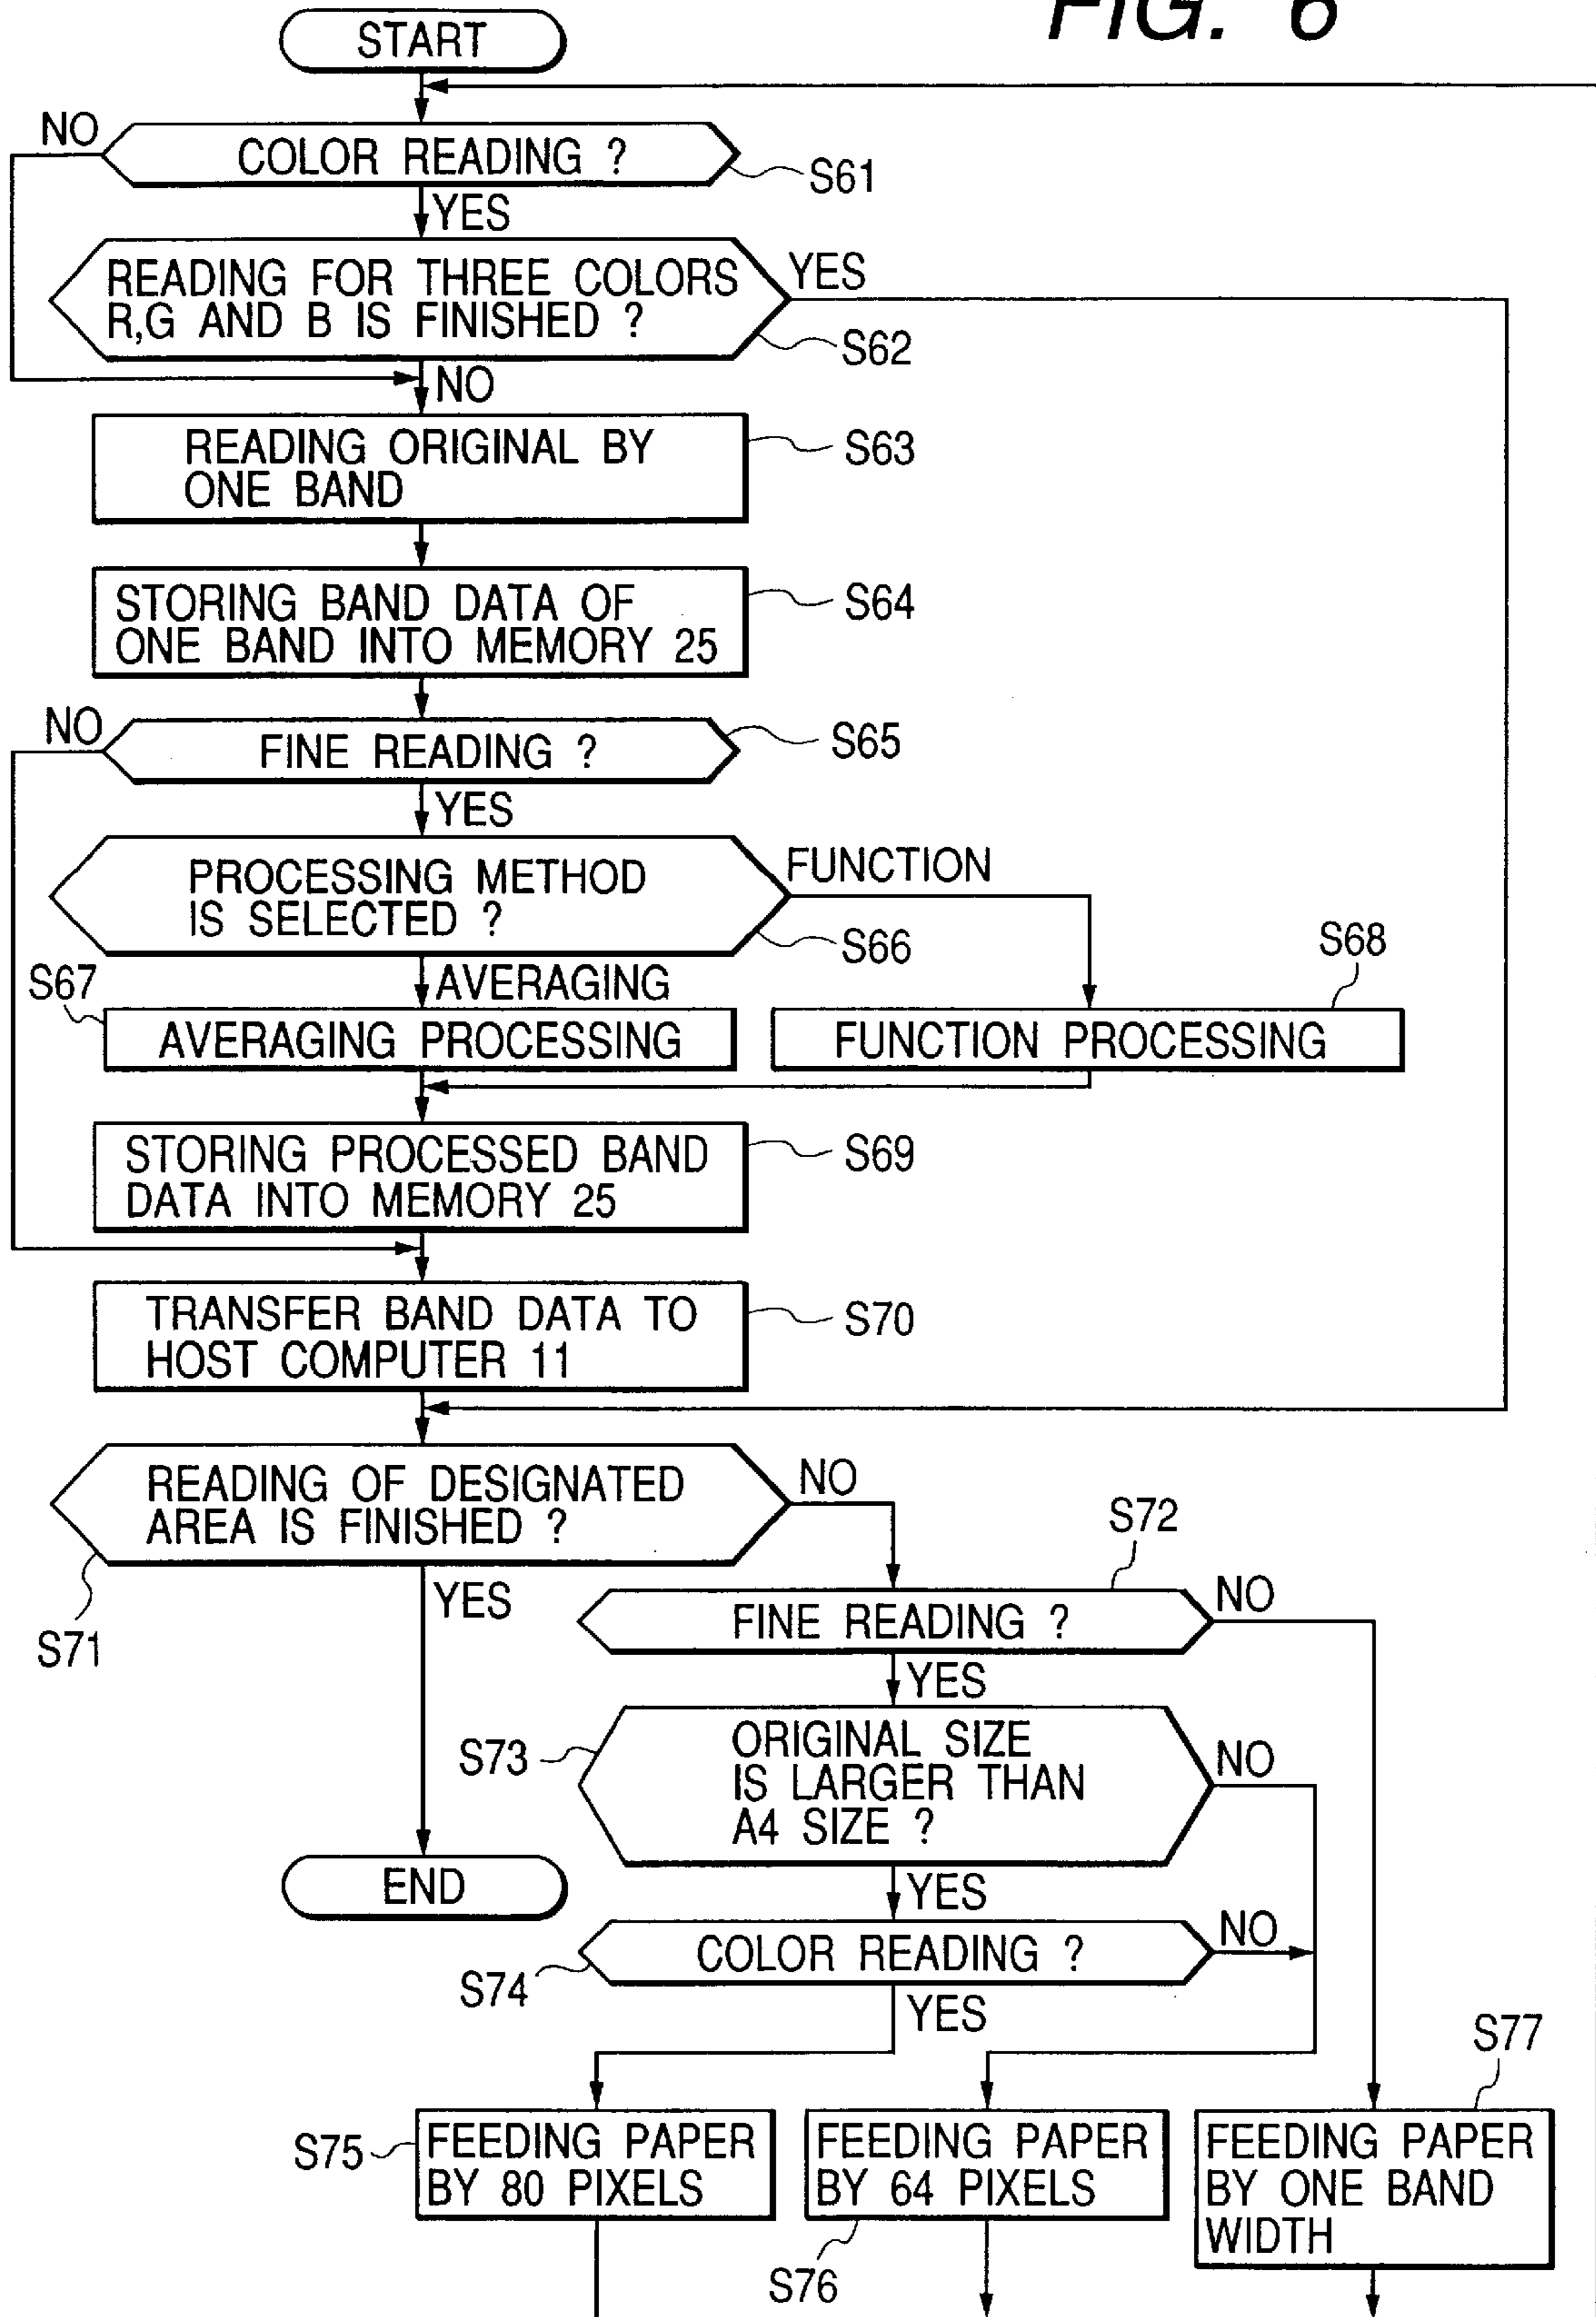 FIG. 6
START
NO
COLOR READING ?
S61
YES
READING FOR THREE COLORS
R,G AND B IS FINISHED ?
YES
S62
NO
READING ORIGINAL BY
ONE BAND
S63
STORING BAND DATA OF
ONE BAND INTO MEMORY 25
S64
NO
FINE READING ?
S65
YES
PROCESSING METHOD
IS SELECTED ?
FUNCTION
S66
S68
S67
AVERAGING
AVERAGING PROCESSING
FUNCTION PROCESSING
STORING PROCESSED BAND
DATA INTO MEMORY 25
S69
TRANSFER BAND DATA TO
HOST COMPUTER 11
S70
READING OF DESIGNATED
AREA IS FINISHED ?
NO
S71
YES
S72
FINE READING ?
NO
YES
S73
ORIGINAL SIZE
IS LARGER THAN
A4 SIZE ?
NO
END
YES
COLOR READING ?
NO
S74
YES
S77
S75
FEEDING PAPER
BY 80 PIXELS
FEEDING PAPER
BY 64 PIXELS
S76
FEEDING PAPER
BY ONE BAND
WIDTH